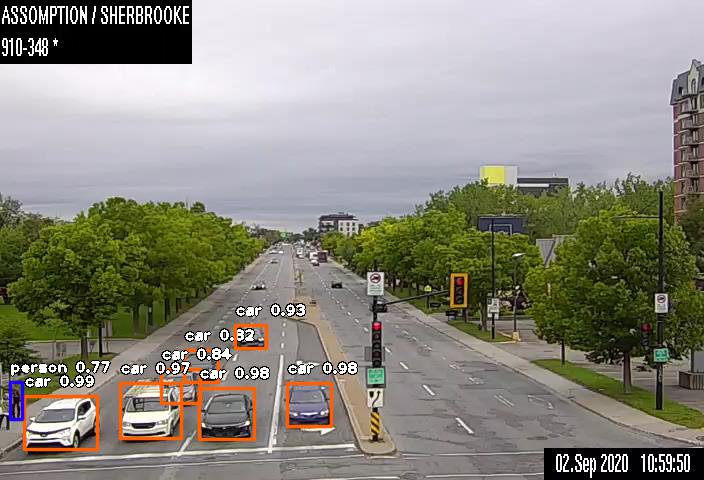 ASSOMPTION / SHERBROOKE
910-348 *
car 0.93
car 0.82
car 0.84
person 0.77
car 0.97
car 0.98
car 0.98
car 0.99
02.Sep 2020 10:59:50